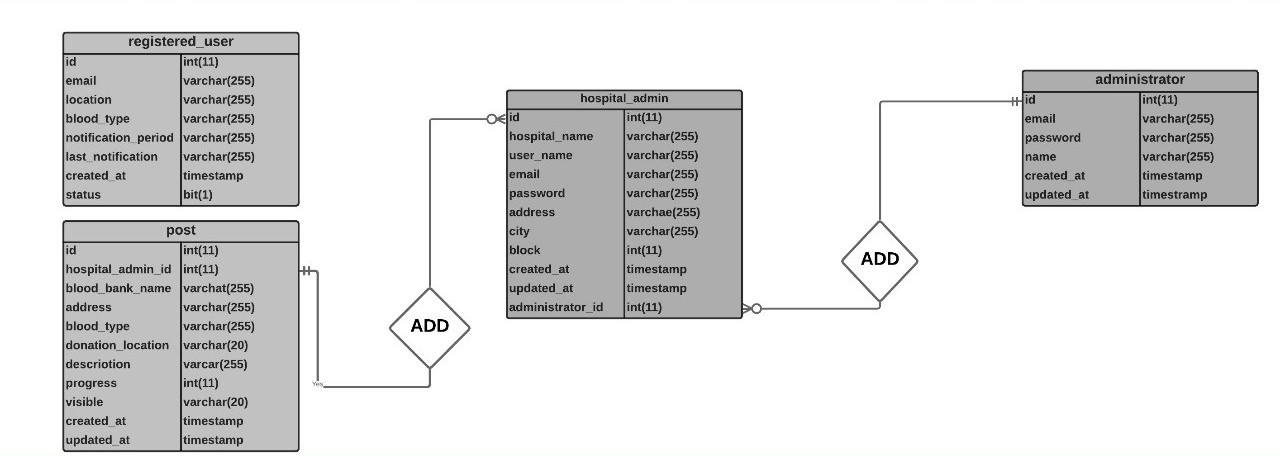 registered_user
id int(11)
email varchar(255)
location varchar(255)
blood_type varchar(255)
notification_period varchar(255)
last_notification varchar(255)
created_at timestamp
status bit(1)
post
id int(11)
hospital_admin_id int(11)
blood_bank_name varchat(255)
address varchar(255)
blood_type varchar(255)
donation_location varchar(20)
descriotion varcar(255)
progress int(11)
visible varchar(20)
created_at timestamp
updated_at timestamp
Yes
ADD
hospital_admin
id int(11)
hospital_name varchar(255)
user_name varchar(255)
email varchar(255)
password varchar(255)
address varchae(255)
city varchar(255)
block int(11)
created_at timestamp
updated_at timestamp
administrator_id int(11)
ADD
administrator
id int(11)
email varchar(255)
password varchar(255)
name varchar(255)
created_at timestamp
updated_at timestramp